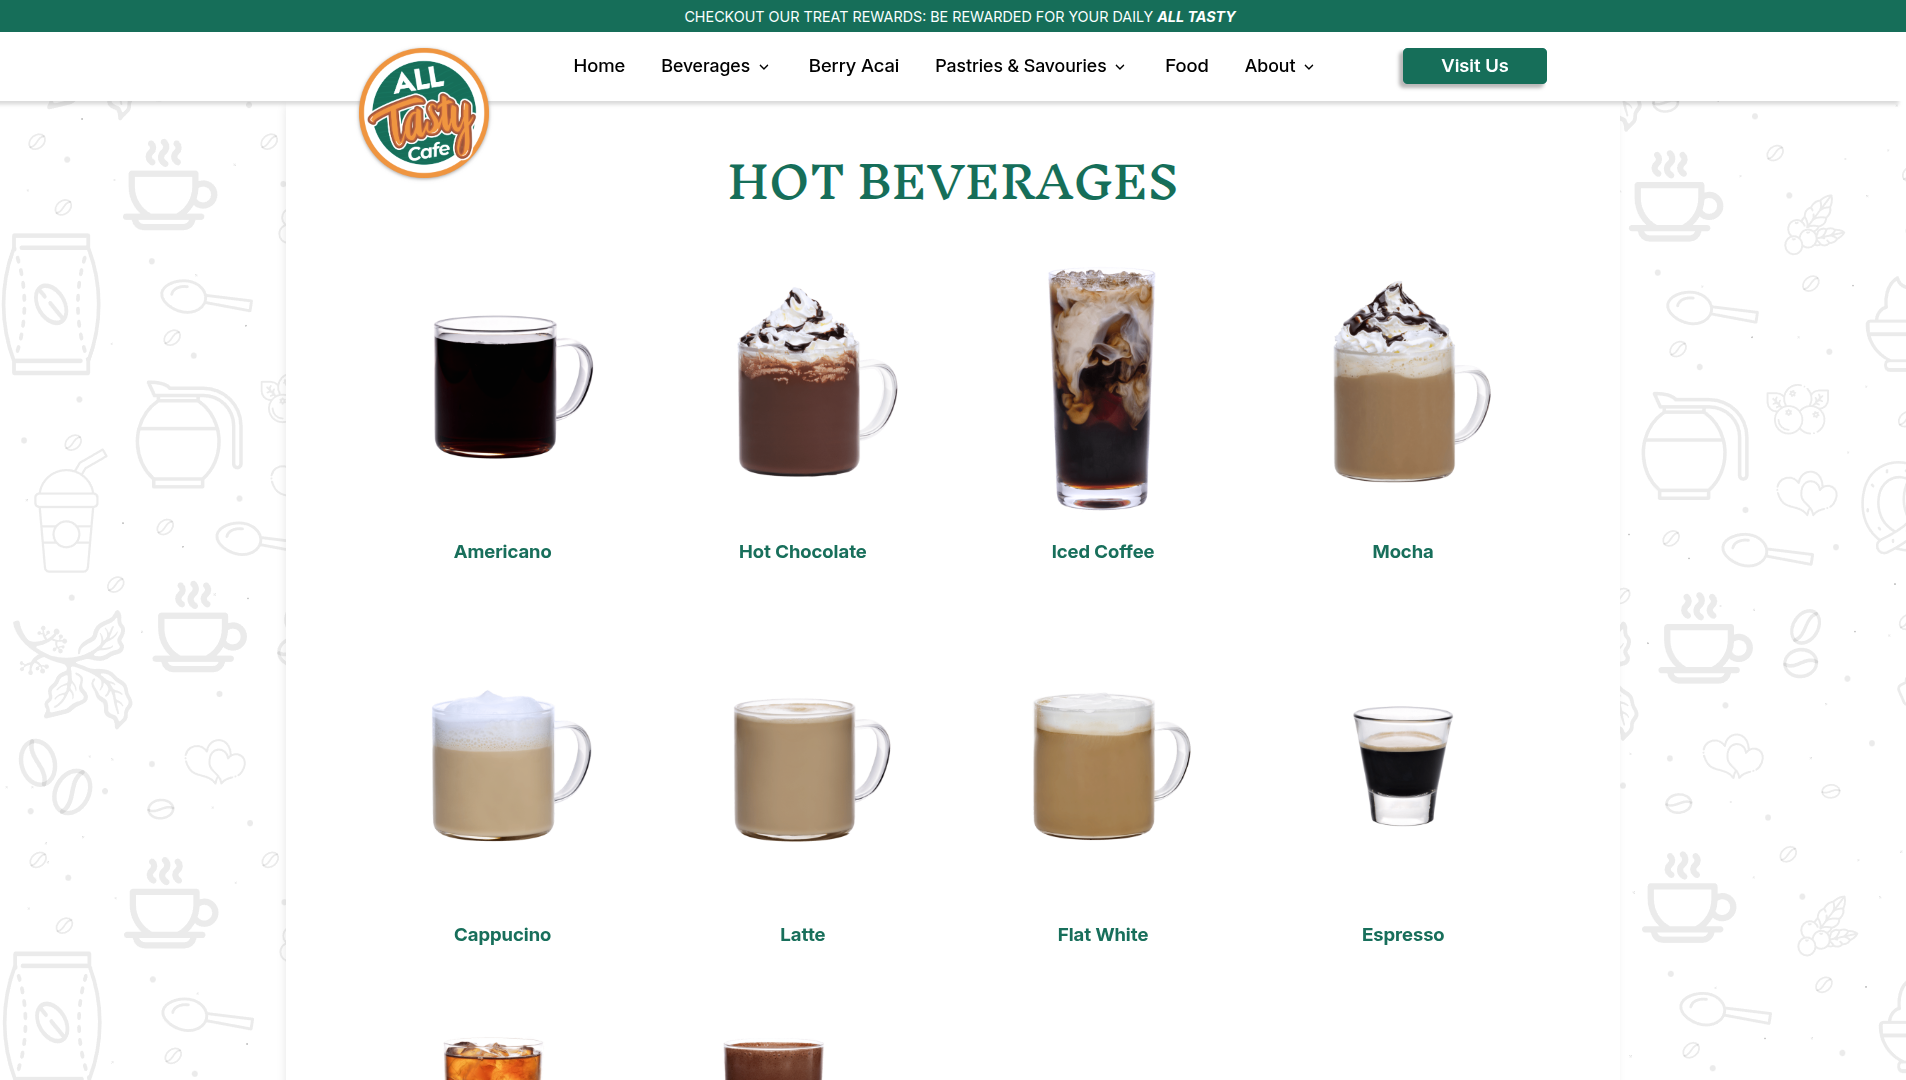 CHECKOUT OUR TREAT REWARDS: BE REWARDED FOR YOUR DAILY ALL TASTY
Home Beverages Berry Acai Pastries & Savouries Food About Visit Us
ALL
Tasty
Cafe
HOT BEVERAGES
Americano Hot Chocolate Iced Coffee Mocha
Cappucino Latte Flat White Espresso